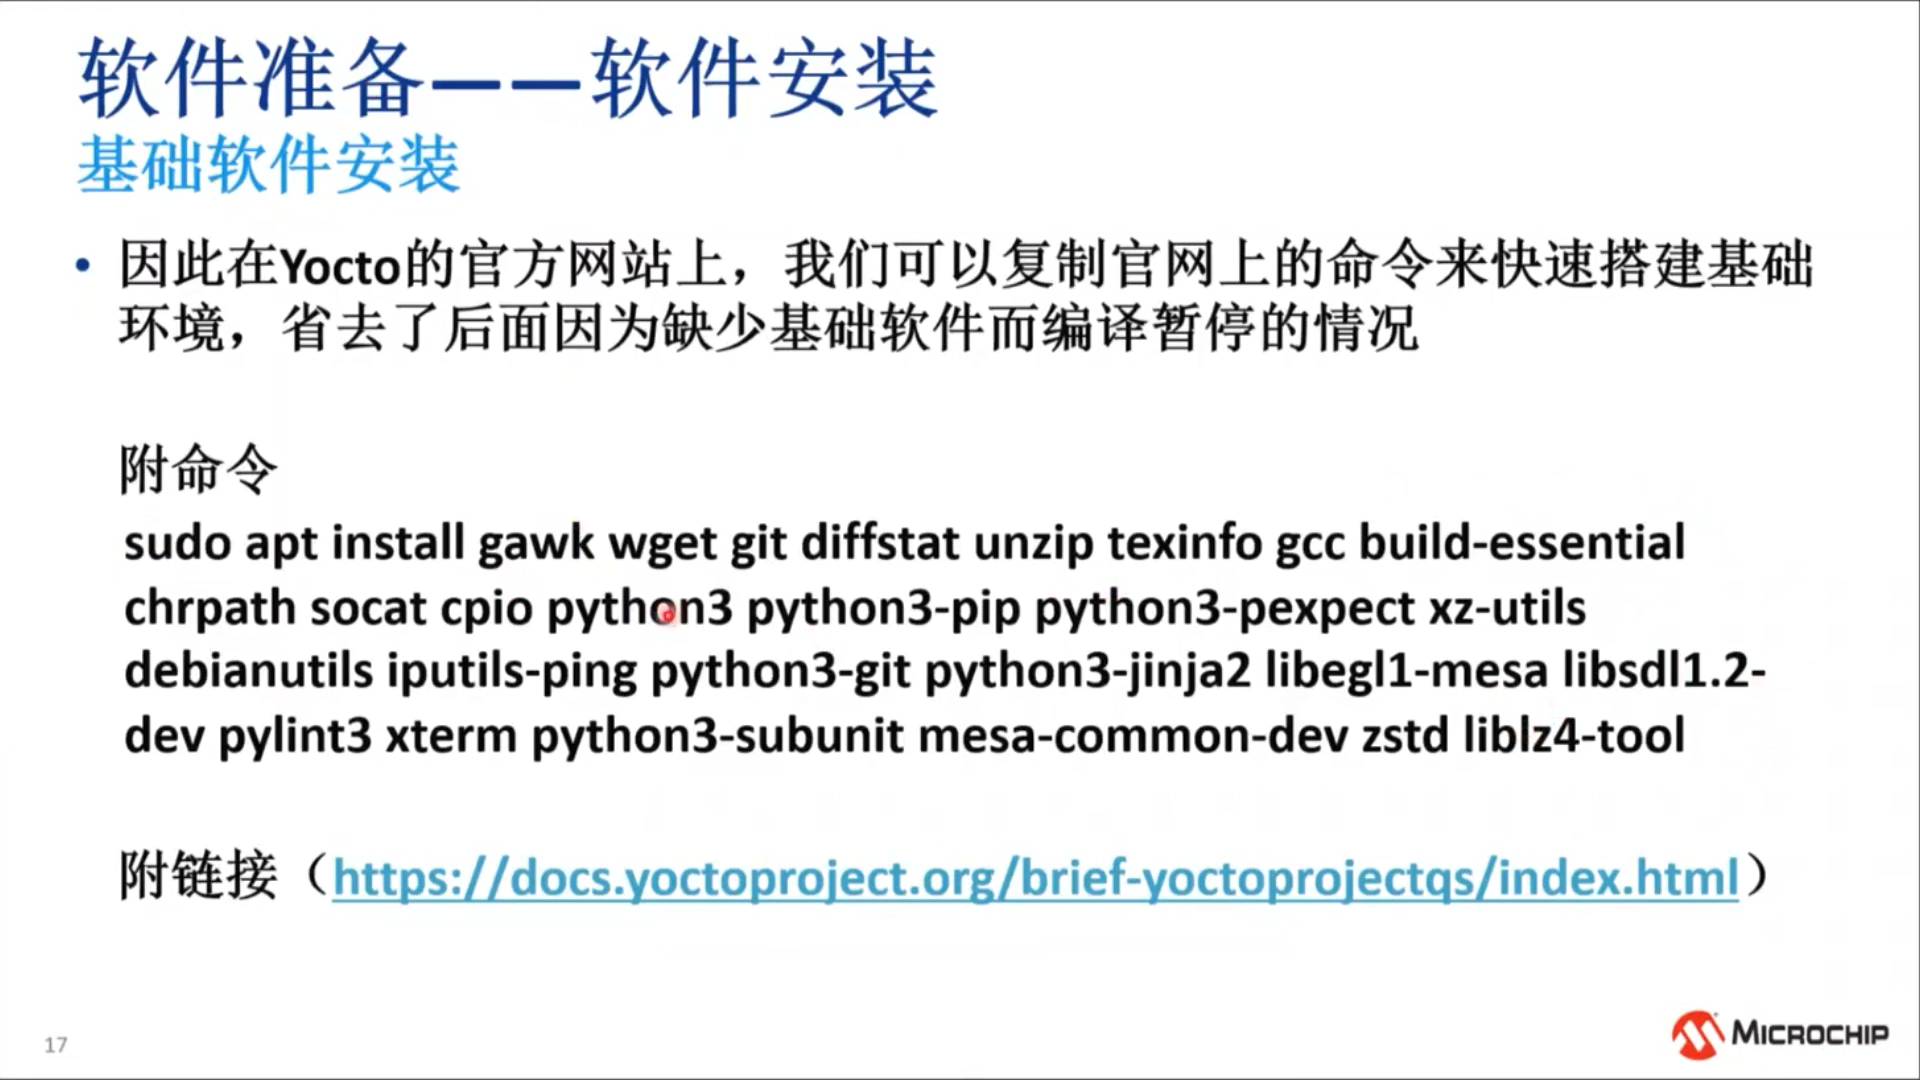 软件准备——软件安装
基础软件安装
• 因此在Yocto的官方网站上，我们可以复制官网上的命令来快速搭建基础
环境，省去了后面因为缺少基础软件而编译暂停的情况
附命令
sudo apt install gawk wget git diffstat unzip texinfo gcc build-essential
chrpath socat cpio python3 python3-pip python3-pexpect xz-utils
debianutils iputils-ping python3-git python3-jinja2 libegl1-mesa libsdl1.2-
dev pylint3 xterm python3-subunit mesa-common-dev zstd liblz4-tool
附链接（https://docs.yoctoproject.org/brief-yoctoprojectqs/index.html）
17
MICROCHIP